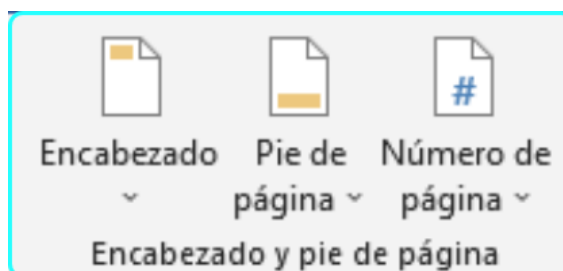 #
Encabezado Pie de Número de
página página
Encabezado y pie de página